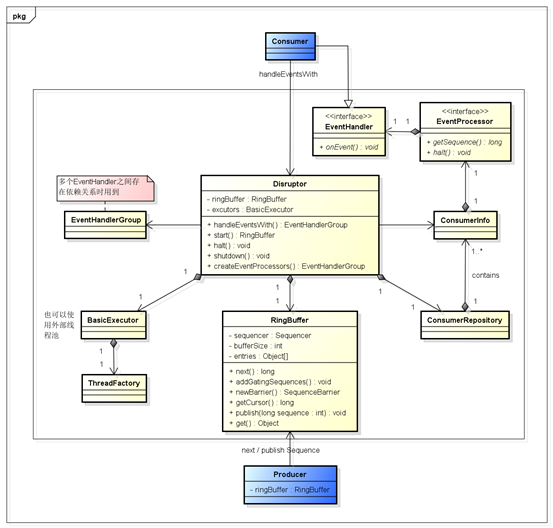 pkg
Consumer
handleEventsWith
<<interface>>
EventHandler
+ onEvent() : void
1
1
<<interface>>
EventProcessor
+ getSequence() : long
+ halt() : void
1
1
多个EventHandler之间存
在依赖关系时用到
EventHandlerGroup
Disruptor
- ringBuffer : RingBuffer
- excutors : BasicExecutor
+ handleEventsWith() : EventHandlerGroup
+ start() : RingBuffer
+ halt() : void
+ shutdown() : void
+ createEventProcessors() : EventHandlerGroup
ConsumerInfo
1..*
contains
1
1
1
1
1
1
1
也可以使
用外部线
程池
BasicExecutor
1
1
ThreadFactory
RingBuffer
- sequencer : Sequencer
- bufferSize : int
- entries : Object[]
+ next() : long
+ addGatingSequences() : void
+ newBarrier() : SequenceBarrier
+ getCursor() : long
+ publish(long sequence : int) : void
+ get() : Object
ConsumerRepository
next / publish Sequence
Producer
- ringBuffer : RingBuffer